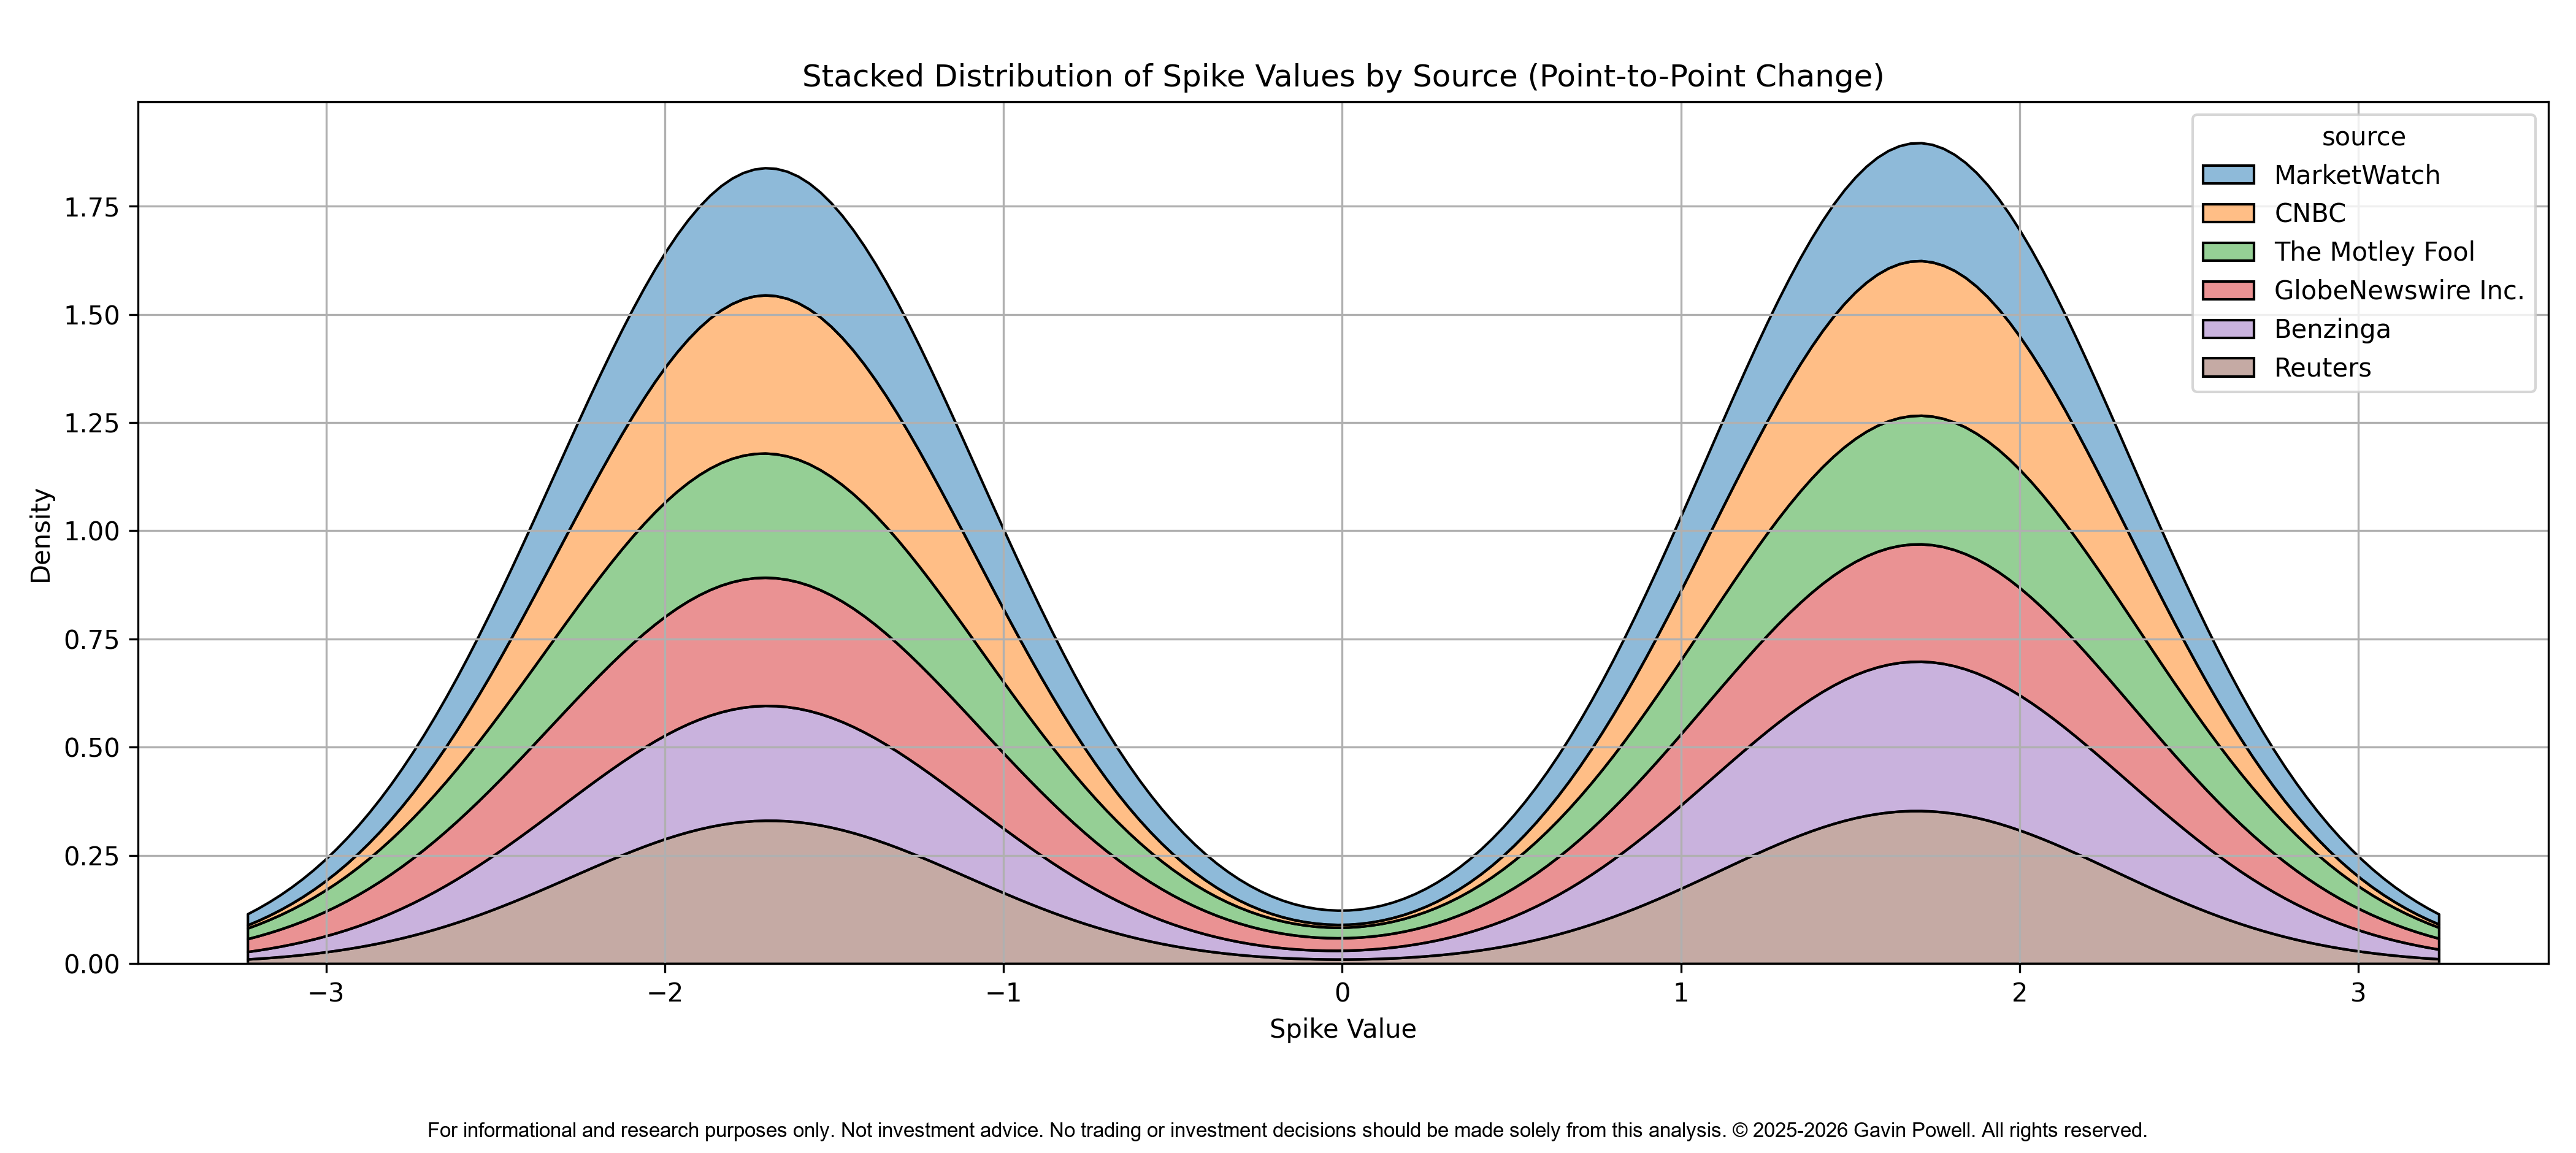 Stacked Distribution of Spike Values by Source (Point-to-Point Change)
source
MarketWatch
CNBC
The Motley Fool
GlobeNewswire Inc.
Benzinga
Reuters
Density
1.75
1.50
1.25
1.00
0.75
0.50
0.25
0.00
−3 −2 −1 0 1 2 3
Spike Value
For informational and research purposes only. Not investment advice. No trading or investment decisions should be made solely from this analysis. © 2025-2026 Gavin Powell. All rights reserved.